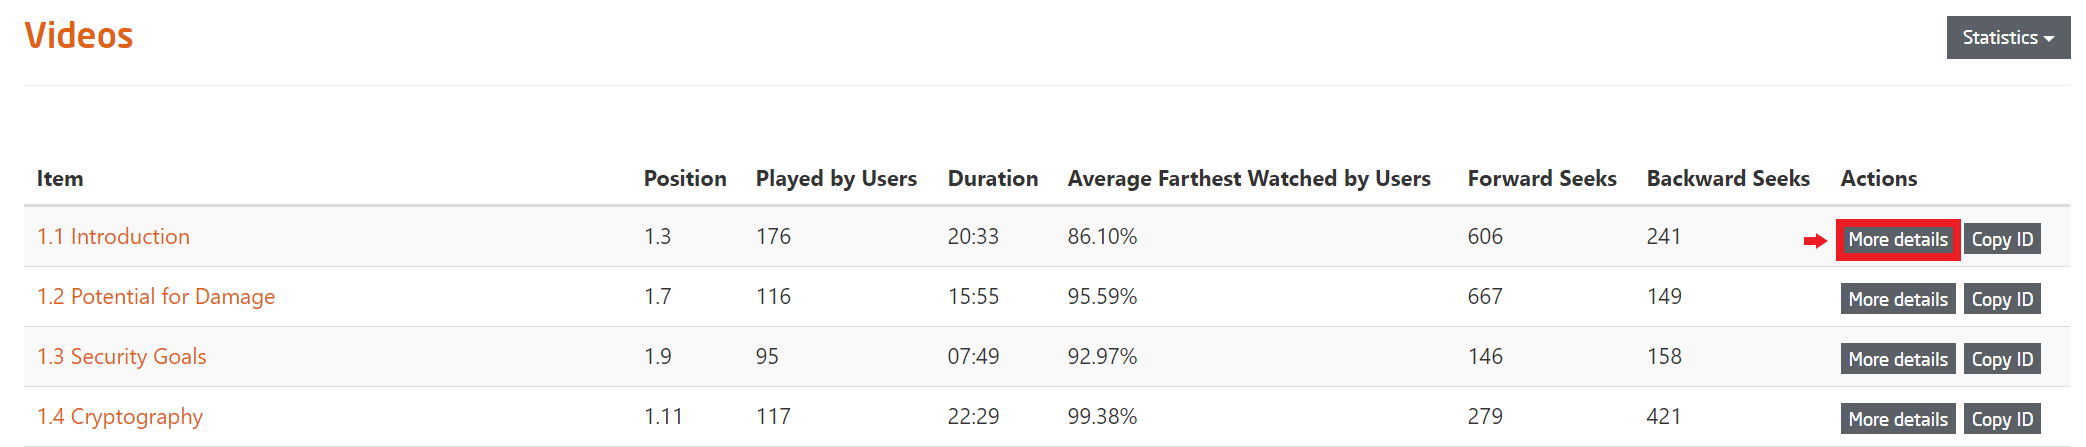 Videos
Statistics
Item Position Played by Users Duration Average Farthest Watched by Users Forward Seeks Backward Seeks Actions
1.1 Introduction 1.3 176 20:33 86.10% 606 241 More details Copy ID
1.2 Potential for Damage 1.7 116 15:55 95.59% 667 149 More details Copy ID
1.3 Security Goals 1.9 95 07:49 92.97% 146 158 More details Copy ID
1.4 Cryptography 1.11 117 22:29 99.38% 279 421 More details Copy ID